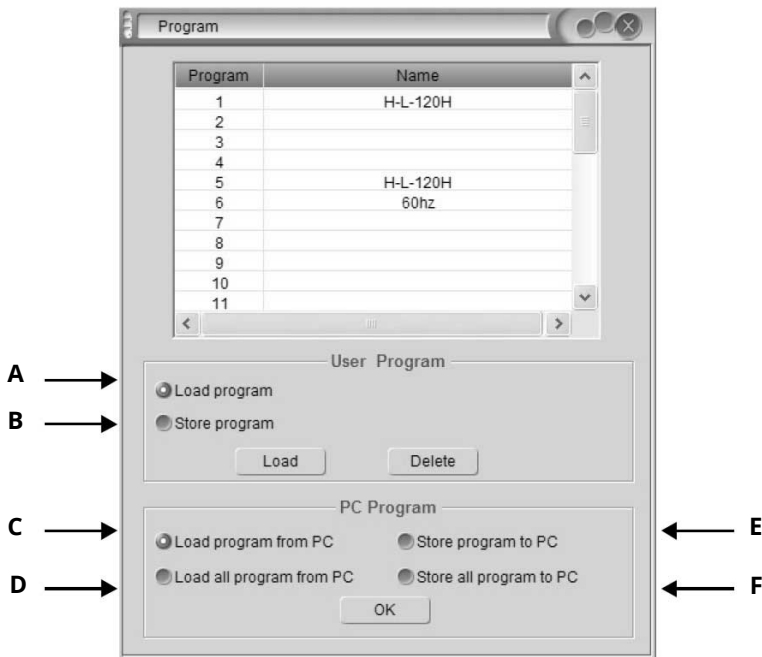 Program
Program Name
1 H-L-120H
2
3
4
5 H-L-120H
6 60hz
7
8
9
10
11
User Program
A
Load program
B
Store program
Load Delete
PC Program
C Load program from PC Store program to PC E
D Load all program from PC Store all program to PC F
OK